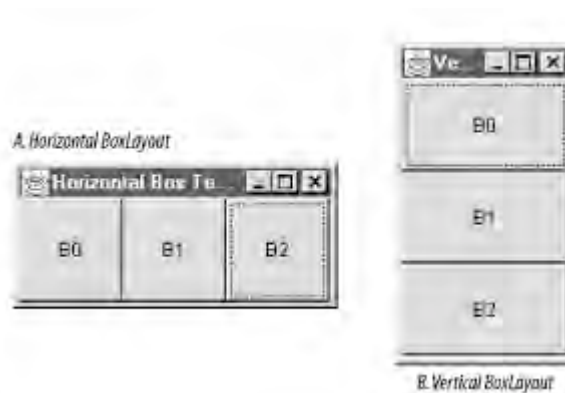 A. Horizontal BoxLayout
Horizontal Box Te...
B0
B1
B2
Ve...
B0
B1
B2
B. Vertical BoxLayout